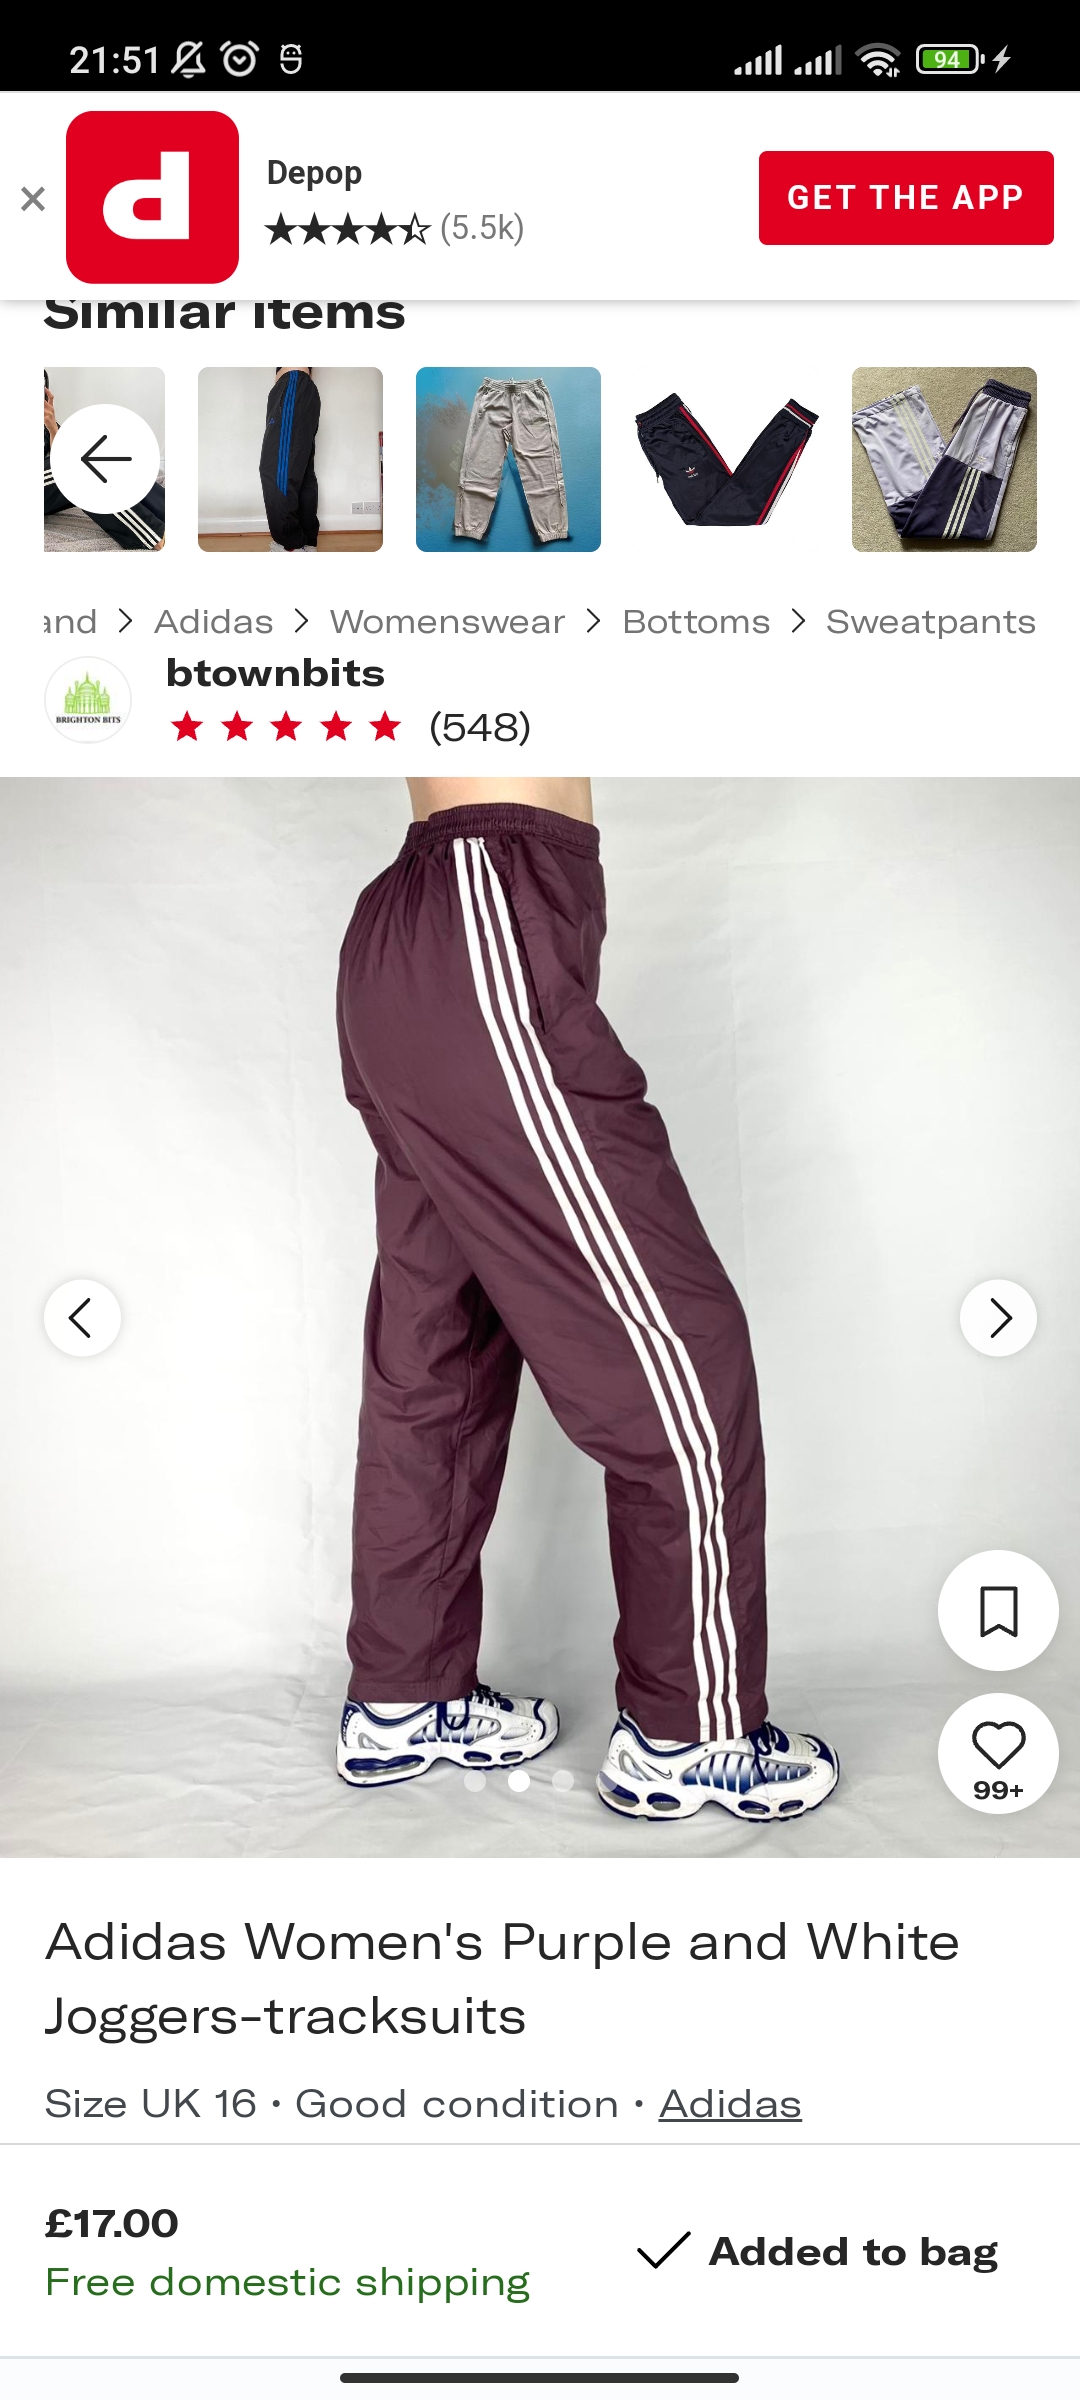 21:51
94
Depop
(5.5k)
GET THE APP
Similar items
and > Adidas > Womenswear > Bottoms > Sweatpants
btownbits
BRIGHTON BITS
(548)
99+
Adidas Women's Purple and White
Joggers-tracksuits
Size UK 16 • Good condition • Adidas
£17.00
Added to bag
Free domestic shipping